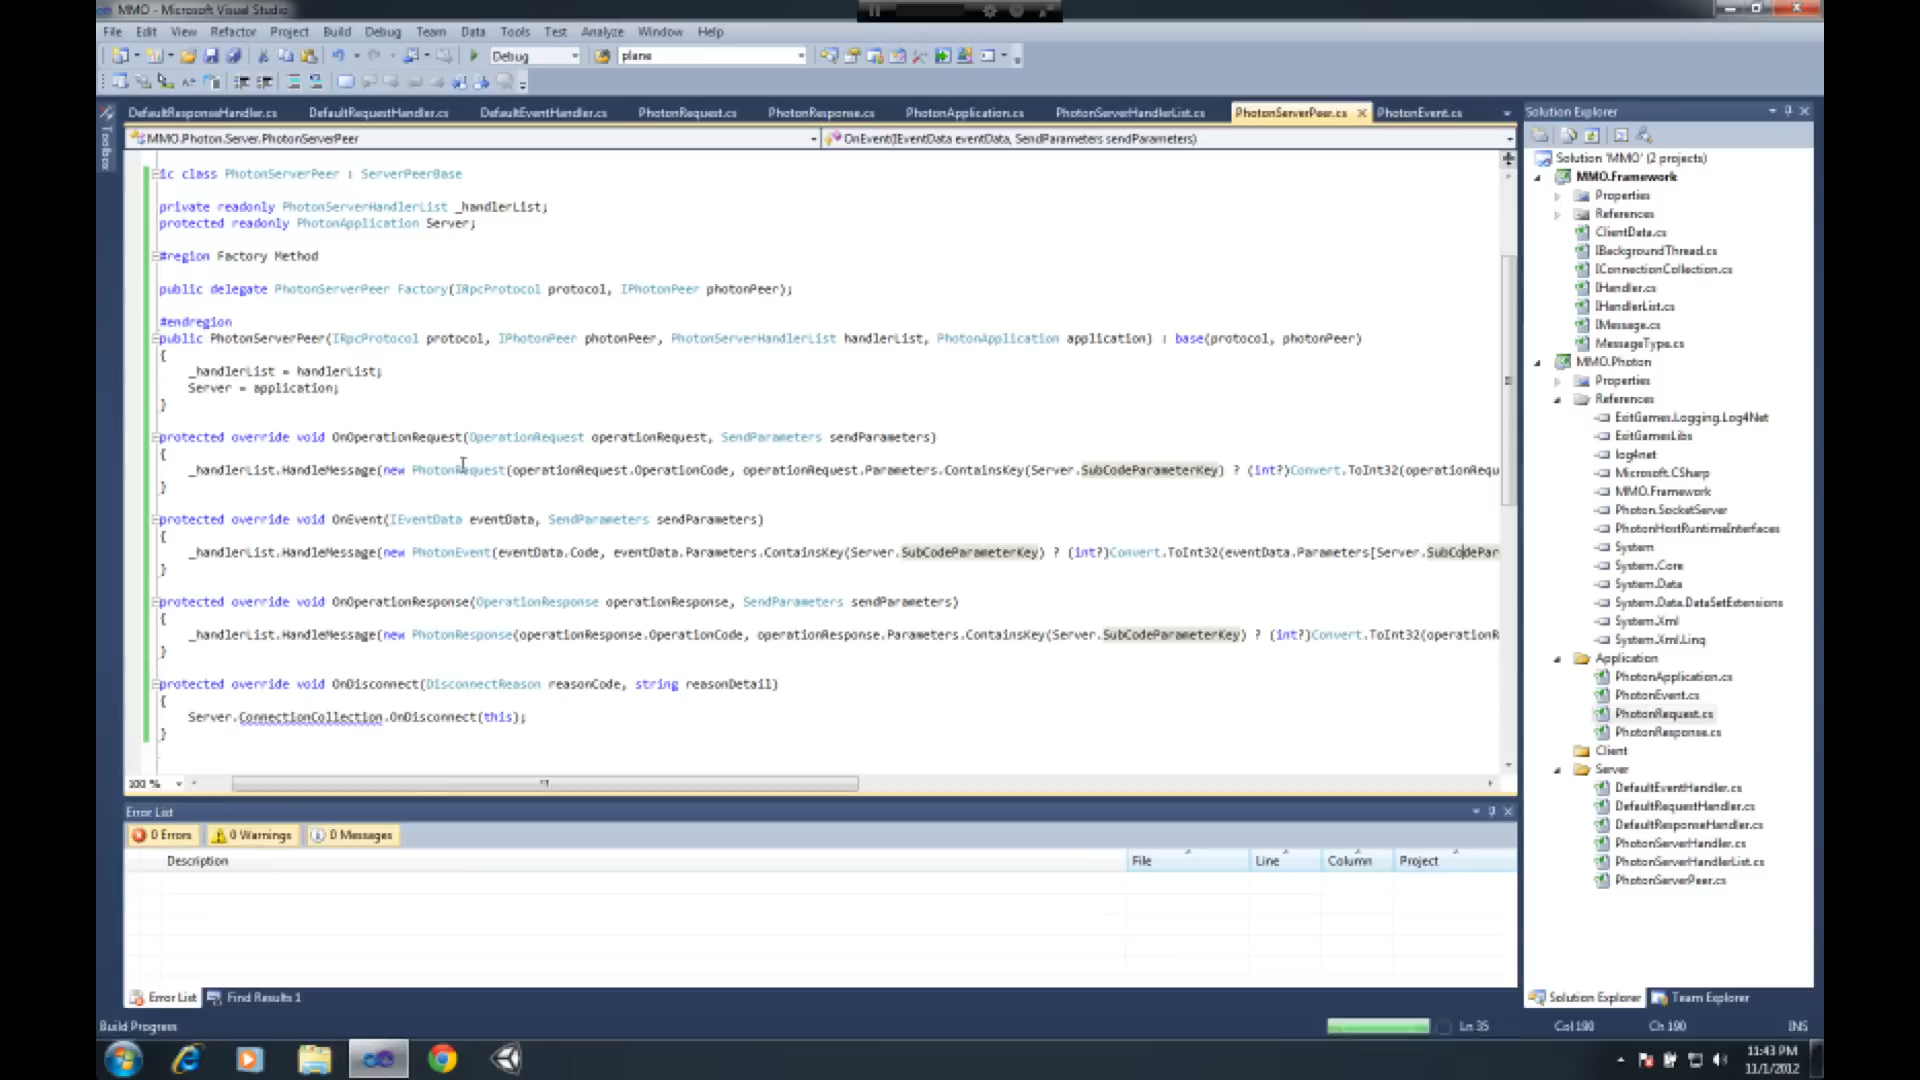 MMO - Microsoft Visual Studio
File Edit View Refactor Project Build Debug Team Data Tools Test Analyze Window Help
Debug plane
DefaultResponseHandler.cs DefaultRequestHandler.cs DefaultEventHandler.cs PhotonRequest.cs PhotonResponse.cs PhotonApplication.cs PhotonServerHandlerList.cs PhotonServerPeer.cs PhotonEvent.cs
Toolbox
MMO.Photon.Server.PhotonServerPeer OnEvent(IEventData eventData, SendParameters sendParameters)
ic class PhotonServerPeer : ServerPeerBase
private readonly PhotonServerHandlerList _handlerList;
protected readonly PhotonApplication Server;
#region Factory Method
public delegate PhotonServerPeer Factory(IRpcProtocol protocol, IPhotonPeer photonPeer);
#endregion
public PhotonServerPeer(IRpcProtocol protocol, IPhotonPeer photonPeer, PhotonServerHandlerList handlerList, PhotonApplication application) : base(protocol, photonPeer)
{
_handlerList = handlerList;
Server = application;
}
protected override void OnOperationRequest(OperationRequest operationRequest, SendParameters sendParameters)
{
_handlerList.HandleMessage(new PhotonRequest(operationRequest.OperationCode, operationRequest.Parameters.ContainsKey(Server.SubCodeParameterKey) ? (int?)Convert.ToInt32(operationRequ
}
protected override void OnEvent(IEventData eventData, SendParameters sendParameters)
{
_handlerList.HandleMessage(new PhotonEvent(eventData.Code, eventData.Parameters.ContainsKey(Server.SubCodeParameterKey) ? (int?)Convert.ToInt32(eventData.Parameters[Server.SubCodePar
}
protected override void OnOperationResponse(OperationResponse operationResponse, SendParameters sendParameters)
{
_handlerList.HandleMessage(new PhotonResponse(operationResponse.OperationCode, operationResponse.Parameters.ContainsKey(Server.SubCodeParameterKey) ? (int?)Convert.ToInt32(operationR
}
protected override void OnDisconnect(DisconnectReason reasonCode, string reasonDetail)
{
Server.ConnectionCollection.OnDisconnect(this);
}
100 %
Error List
0 Errors 0 Warnings 0 Messages
Description File Line Column Project
Error List Find Results 1
Solution Explorer
Solution 'MMO' (2 projects)
MMO.Framework
Properties
References
ClientData.cs
IBackgroundThread.cs
IConnectionCollection.cs
IHandler.cs
IHandlerList.cs
IMessage.cs
MessageType.cs
MMO.Photon
Properties
References
ExitGames.Logging.Log4Net
ExitGamesLibs
log4net
Microsoft.CSharp
MMO.Framework
Photon.SocketServer
PhotonHostRuntimeInterfaces
System
System.Core
System.Data
System.Data.DataSetExtensions
System.Xml
System.Xml.Linq
Application
PhotonApplication.cs
PhotonEvent.cs
PhotonRequest.cs
PhotonResponse.cs
Client
Server
DefaultEventHandler.cs
DefaultRequestHandler.cs
DefaultResponseHandler.cs
PhotonServerHandler.cs
PhotonServerHandlerList.cs
PhotonServerPeer.cs
Solution Explorer Team Explorer
Build Progress Ln 35 Col 190 Ch 190 INS
11:43 PM
11/1/2012